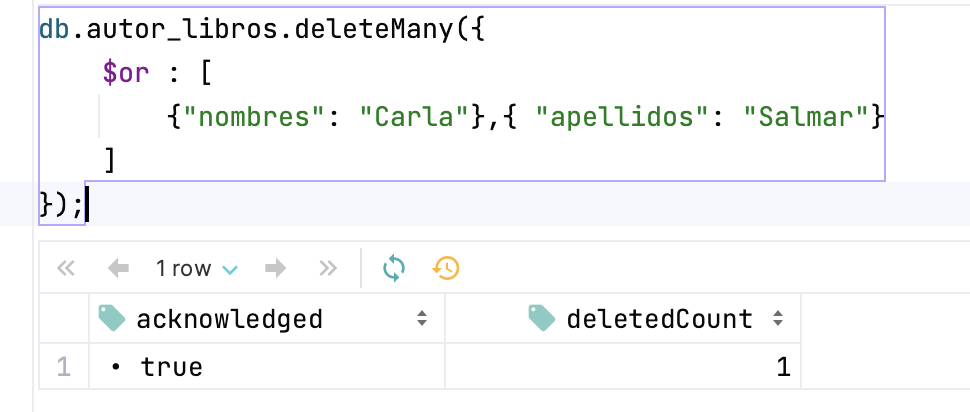 db.autor_libros.deleteMany({
    $or : [
        {"nombres": "Carla"},{ "apellidos": "Salmar"}
    ]
});
1 row
acknowledged deletedCount
1 • true 1